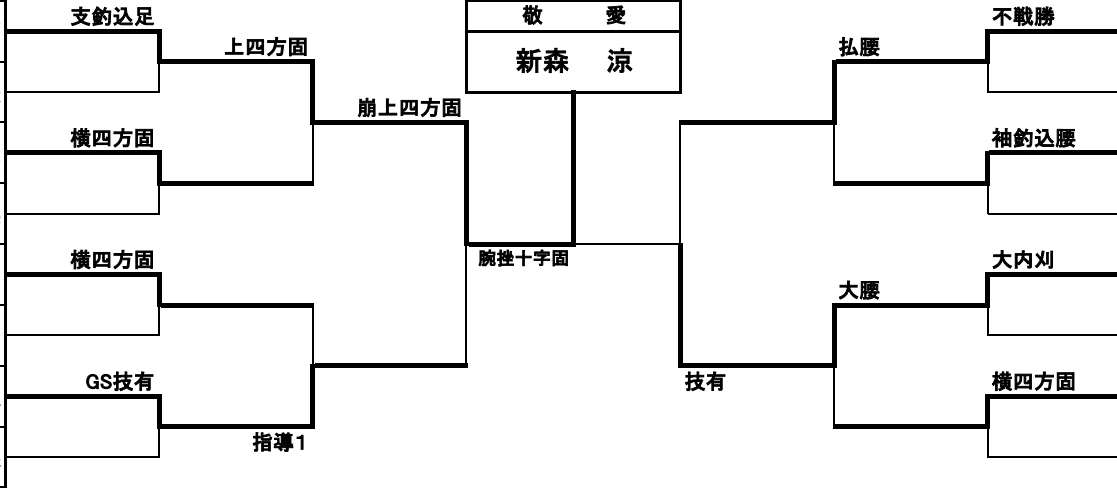 敬　愛
新森　涼
支釣込足
上四方固
崩上四方固
横四方固
横四方固
GS技有
指導1
腕挫十字固
不戦勝
払腰
袖釣込腰
大内刈
大腰
技有
横四方固